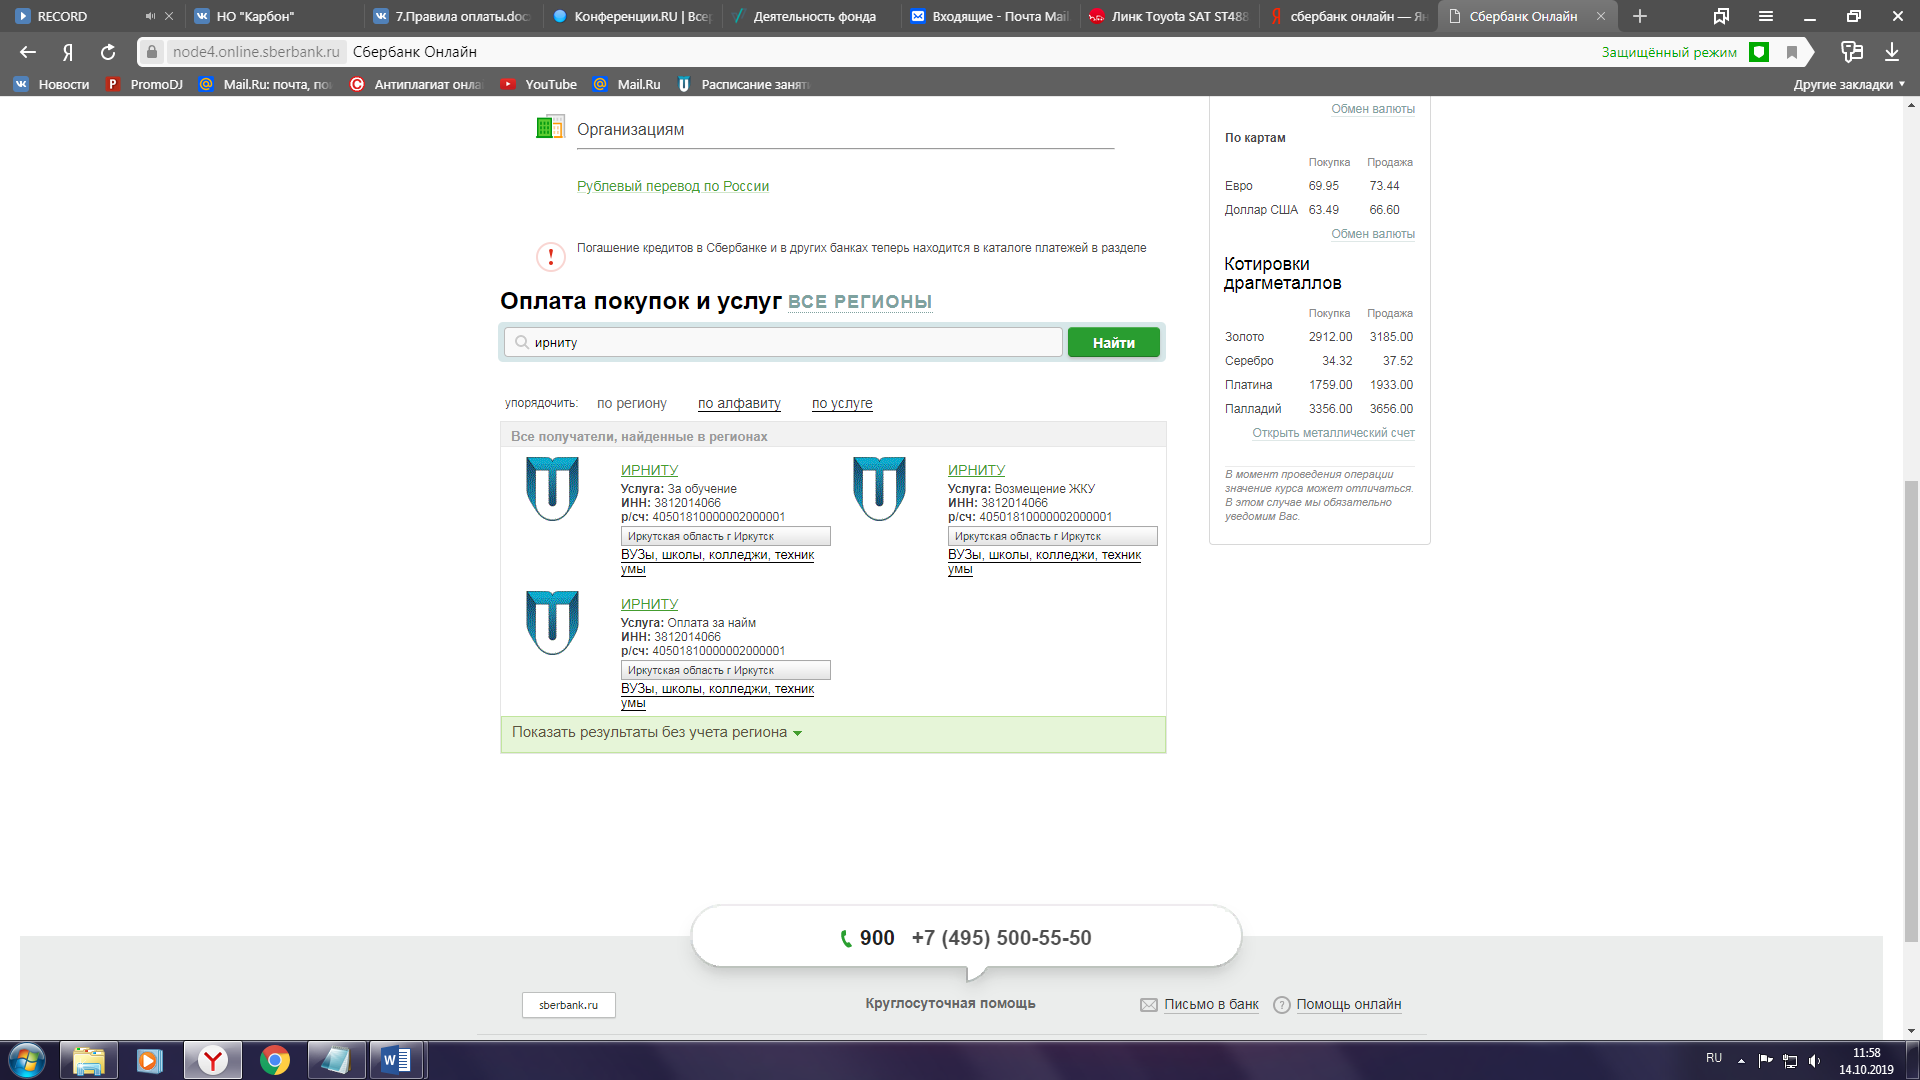 RECORD
НО "Карбон"
7.Правила оплаты.doc
Конференции.RU | Все
Деятельность фонда
Входящие - Почта Mail
Линк Toyota SAT ST488
сбербанк онлайн — Ян
Сбербанк Онлайн
node4.online.sberbank.ru Сбербанк Онлайн
Защищённый режим
Новости
PromoDJ
Mail.Ru: почта, по
Антиплагиат онла
YouTube
Mail.Ru
Расписание занят
Другие закладки
Организациям
Рублевый перевод по России
Погашение кредитов в Сбербанке и в других банках теперь находится в каталоге платежей в разделе
Оплата покупок и услуг ВСЕ РЕГИОНЫ
ирниту
Найти
упорядочить: по региону по алфавиту по услуге
Все получатели, найденные в регионах
ИРНИТУ
Услуга: За обучение
ИНН: 3812014066
р/сч: 40501810000002000001
Иркутская область г Иркутск
ВУЗы, школы, колледжи, техник
умы
ИРНИТУ
Услуга: Возмещение ЖКУ
ИНН: 3812014066
р/сч: 40501810000002000001
Иркутская область г Иркутск
ВУЗы, школы, колледжи, техник
умы
ИРНИТУ
Услуга: Оплата за найм
ИНН: 3812014066
р/сч: 40501810000002000001
Иркутская область г Иркутск
ВУЗы, школы, колледжи, техник
умы
Показать результаты без учета региона
Обмен валюты
По картам
Покупка Продажа
Евро 69.95 73.44
Доллар США 63.49 66.60
Обмен валюты
Котировки
драгметаллов
Покупка Продажа
Золото 2912.00 3185.00
Серебро 34.32 37.52
Платина 1759.00 1933.00
Палладий 3356.00 3656.00
Открыть металлический счет
В момент проведения операции
значение курса может отличаться.
В этом случае мы обязательно
уведомим Вас.
900 +7 (495) 500-55-50
sberbank.ru
Круглосуточная помощь
Письмо в банк
Помощь онлайн
RU
11:58
14.10.2019